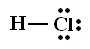 H — Cl: